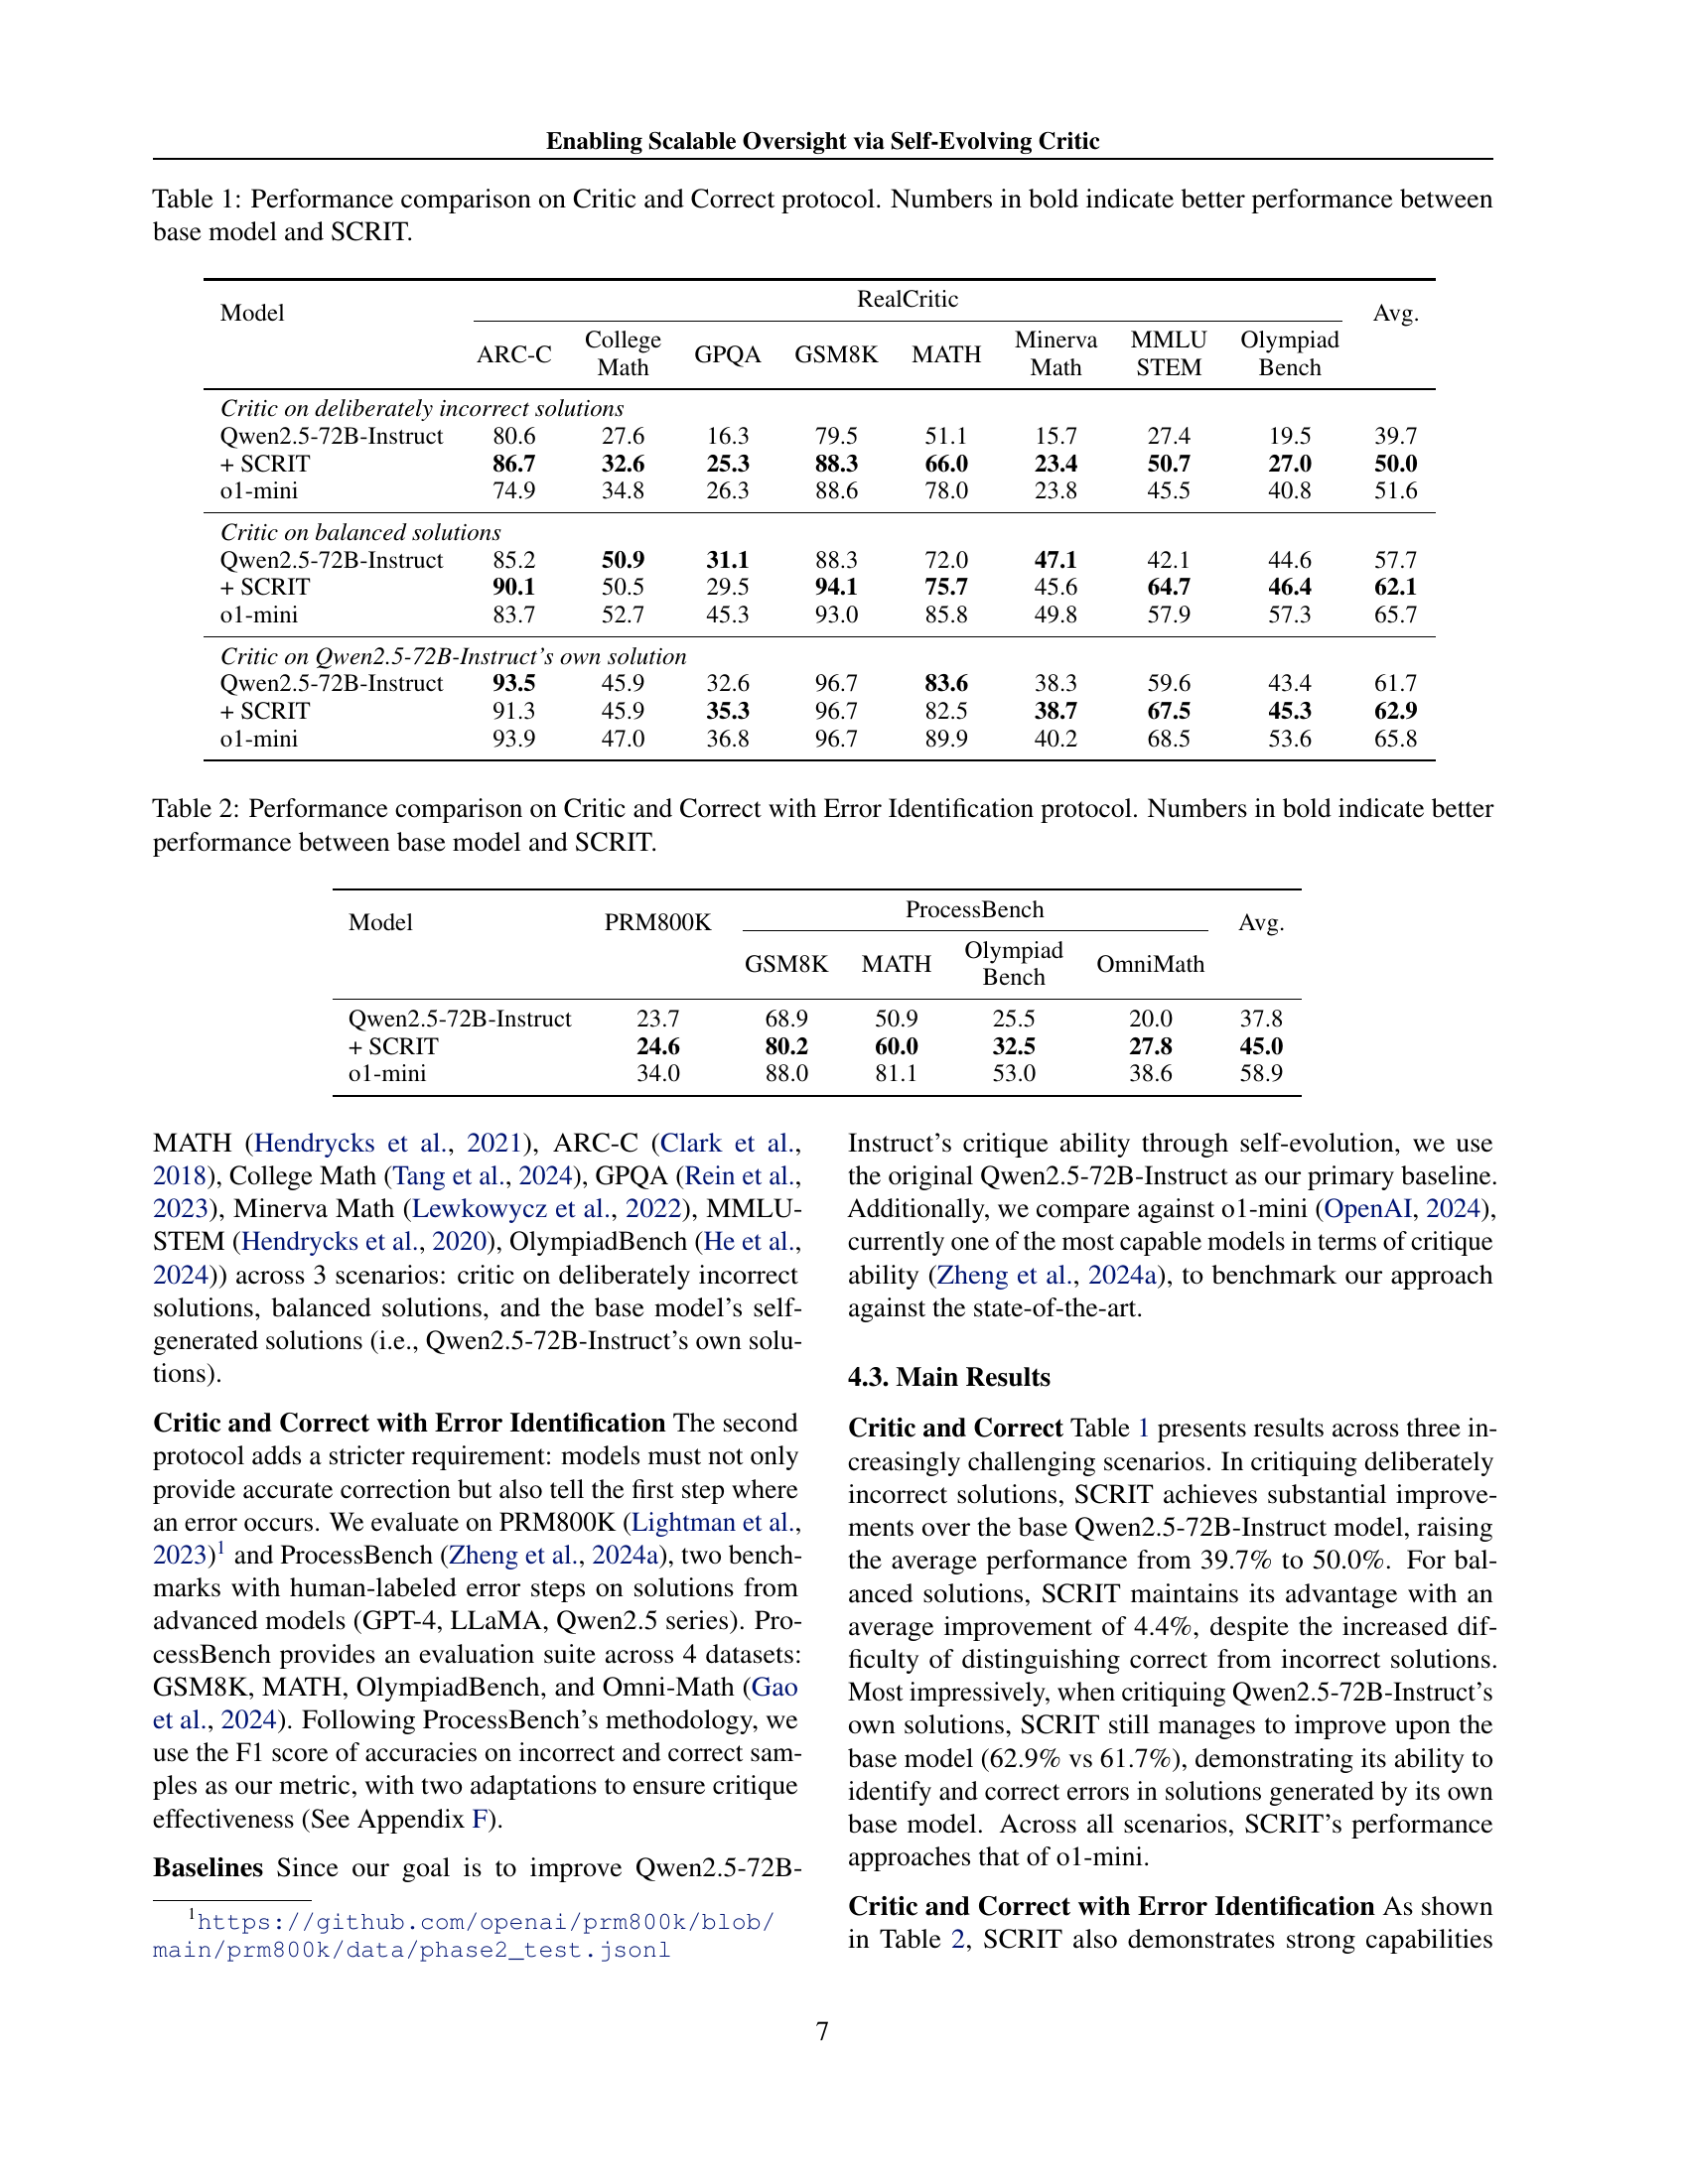 Enabling Scalable Oversight via Self-Evolving Critic
Table 1: Performance comparison on Critic and Correct protocol. Numbers in bold indicate better performance between
base model and SCRIT.
Model RealCritic Avg.
ARC-C College Math GPQA GSM8K MATH Minerva Math MMLU STEM Olympiad Bench
Critic on deliberately incorrect solutions
Qwen2.5-72B-Instruct 80.6 27.6 16.3 79.5 51.1 15.7 27.4 19.5 39.7
+ SCRIT 86.7 32.6 25.3 88.3 66.0 23.4 50.7 27.0 50.0
o1-mini 74.9 34.8 26.3 88.6 78.0 23.8 45.5 40.8 51.6
Critic on balanced solutions
Qwen2.5-72B-Instruct 85.2 50.9 31.1 88.3 72.0 47.1 42.1 44.6 57.7
+ SCRIT 90.1 50.5 29.5 94.1 75.7 45.6 64.7 46.4 62.1
o1-mini 83.7 52.7 45.3 93.0 85.8 49.8 57.9 57.3 65.7
Critic on Qwen2.5-72B-Instruct's own solution
Qwen2.5-72B-Instruct 93.5 45.9 32.6 96.7 83.6 38.3 59.6 43.4 61.7
+ SCRIT 91.3 45.9 35.3 96.7 82.5 38.7 67.5 45.3 62.9
o1-mini 93.9 47.0 36.8 96.7 89.9 40.2 68.5 53.6 65.8
Table 2: Performance comparison on Critic and Correct with Error Identification protocol. Numbers in bold indicate better
performance between base model and SCRIT.
Model PRM800K ProcessBench Avg.
GSM8K MATH Olympiad Bench OmniMath
Qwen2.5-72B-Instruct 23.7 68.9 50.9 25.5 20.0 37.8
+ SCRIT 24.6 80.2 60.0 32.5 27.8 45.0
o1-mini 34.0 88.0 81.1 53.0 38.6 58.9
MATH (Hendrycks et al., 2021), ARC-C (Clark et al.,
2018), College Math (Tang et al., 2024), GPQA (Rein et al.,
2023), Minerva Math (Lewkowycz et al., 2022), MMLU-
STEM (Hendrycks et al., 2020), OlympiadBench (He et al.,
2024)) across 3 scenarios: critic on deliberately incorrect
solutions, balanced solutions, and the base model's self-
generated solutions (i.e., Qwen2.5-72B-Instruct's own solu-
tions).
Critic and Correct with Error Identification The second
protocol adds a stricter requirement: models must not only
provide accurate correction but also tell the first step where
an error occurs. We evaluate on PRM800K (Lightman et al.,
2023)1 and ProcessBench (Zheng et al., 2024a), two bench-
marks with human-labeled error steps on solutions from
advanced models (GPT-4, LLaMA, Qwen2.5 series). Pro-
cessBench provides an evaluation suite across 4 datasets:
GSM8K, MATH, OlympiadBench, and Omni-Math (Gao
et al., 2024). Following ProcessBench's methodology, we
use the F1 score of accuracies on incorrect and correct sam-
ples as our metric, with two adaptations to ensure critique
effectiveness (See Appendix F).
Baselines Since our goal is to improve Qwen2.5-72B-
1https://github.com/openai/prm800k/blob/
main/prm800k/data/phase2_test.jsonl
Instruct's critique ability through self-evolution, we use
the original Qwen2.5-72B-Instruct as our primary baseline.
Additionally, we compare against o1-mini (OpenAI, 2024),
currently one of the most capable models in terms of critique
ability (Zheng et al., 2024a), to benchmark our approach
against the state-of-the-art.
4.3. Main Results
Critic and Correct Table 1 presents results across three in-
creasingly challenging scenarios. In critiquing deliberately
incorrect solutions, SCRIT achieves substantial improve-
ments over the base Qwen2.5-72B-Instruct model, raising
the average performance from 39.7% to 50.0%. For bal-
anced solutions, SCRIT maintains its advantage with an
average improvement of 4.4%, despite the increased dif-
ficulty of distinguishing correct from incorrect solutions.
Most impressively, when critiquing Qwen2.5-72B-Instruct's
own solutions, SCRIT still manages to improve upon the
base model (62.9% vs 61.7%), demonstrating its ability to
identify and correct errors in solutions generated by its own
base model. Across all scenarios, SCRIT's performance
approaches that of o1-mini.
Critic and Correct with Error Identification As shown
in Table 2, SCRIT also demonstrates strong capabilities
7